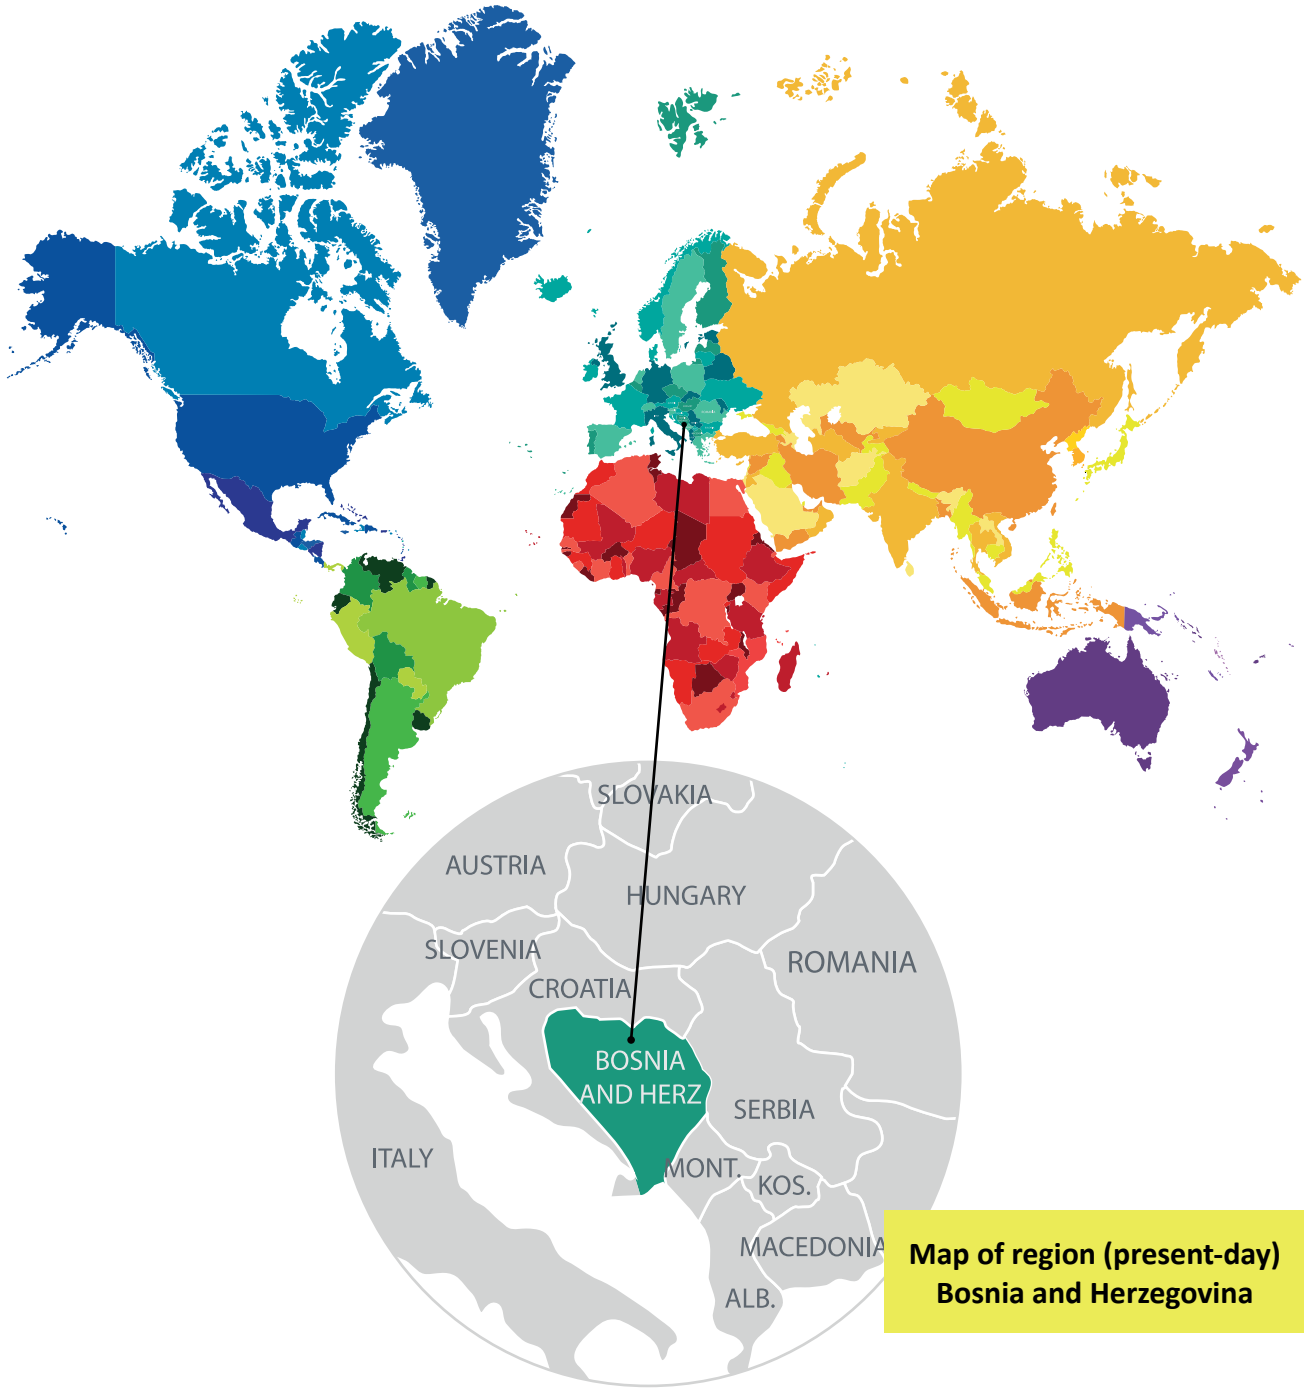 SLOVAKIA
AUSTRIA
HUNGARY
SLOVENIA
ROMANIA
CROATIA
BOSNIA
AND HERZ
SERBIA
ITALY
MONT.
KOS.
MACEDONIA
ALB.
Map of region (present-day)
Bosnia and Herzegovina